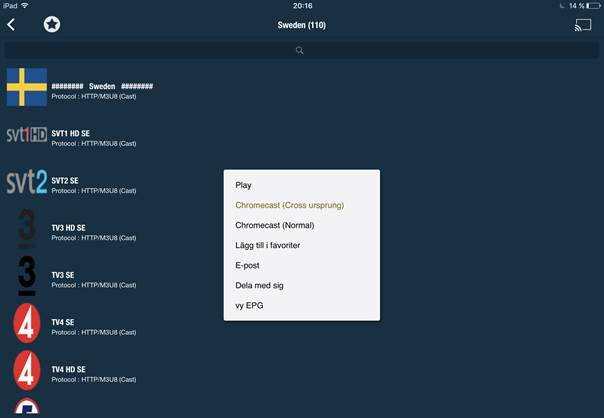 iPad 20:16 14 %
Sweden (110)
######## Sweden ########
Protocol : HTTP/M3U8 (Cast)
svt1HD SVT1 HD SE
Protocol : HTTP/M3U8 (Cast)
svt2 SVT2 SE
Protocol : HTTP/M3U8 (Cast)
3 TV3 HD SE
Protocol : HTTP/M3U8 (Cast)
3 TV3 SE
Protocol : HTTP/M3U8 (Cast)
4 TV4 SE
Protocol : HTTP/M3U8 (Cast)
4 TV4 HD SE
Protocol : HTTP/M3U8 (Cast)
Play
Chromecast (Cross ursprung)
Chromecast (Normal)
Lägg till i favoriter
E-post
Dela med sig
vy EPG